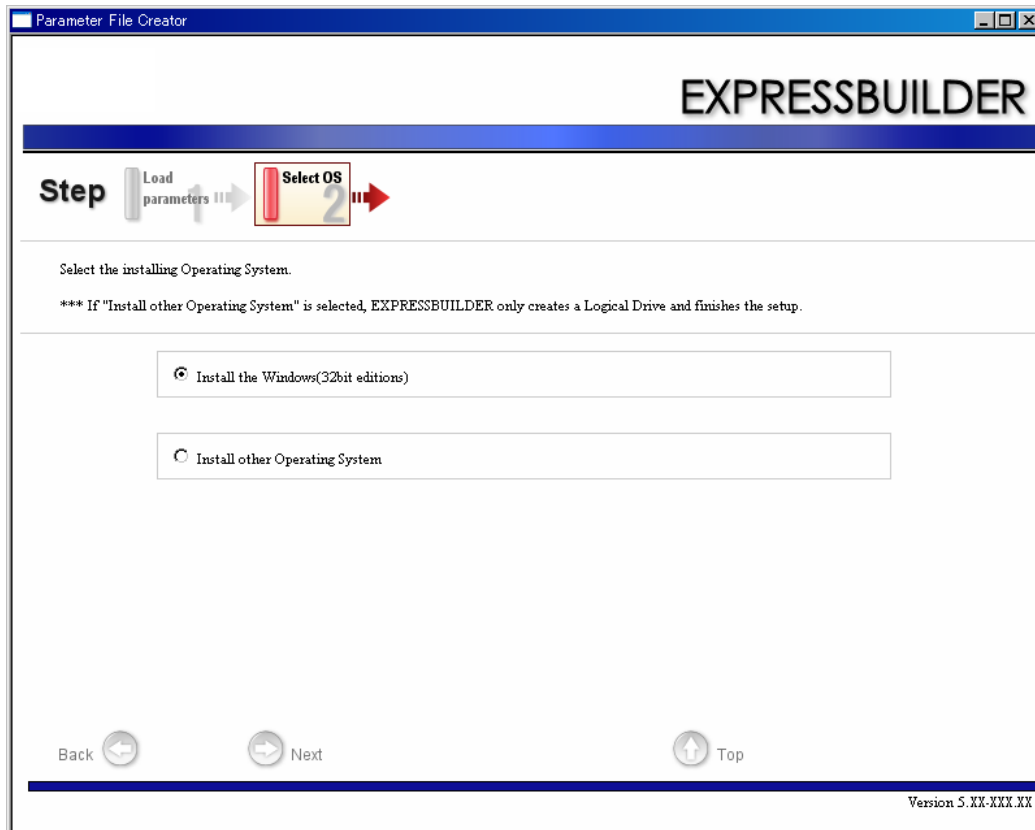 Parameter File Creator
EXPRESSBUILDER
Step
Load
parameters 1
Select OS
2
Select the installing Operating System.
*** If "Install other Operating System" is selected, EXPRESSBUILDER only creates a Logical Drive and finishes the setup.
Install the Windows(32bit editions)
Install other Operating System
Back Next Top
Version 5.XX-XXX.XX